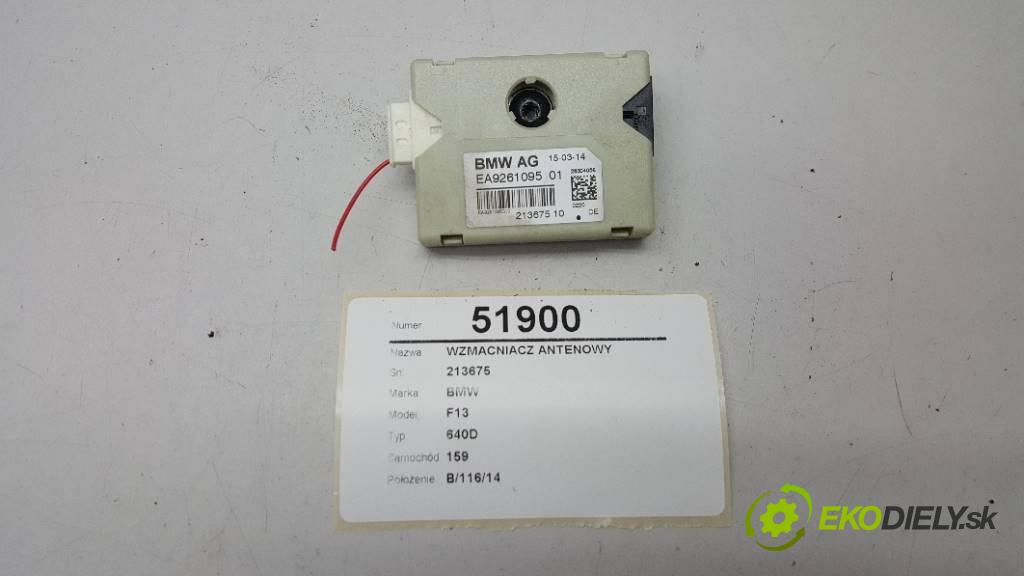 BMW AG 15-03-14
EA9261095 01
213675 10
DE
Numer 51900
Nazwa WZMACNIACZ ANTENOWY
Sn: 213675
Marka BMW
Model F13
Typ 640D
Samochód 159
Położenie B/116/14
EKODIELY.sk